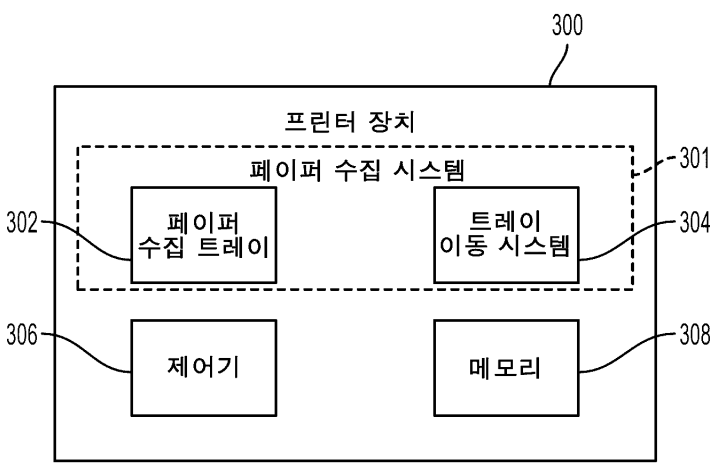 300
프린터 장치
페이퍼 수집 시스템
301
302
페이퍼
수집 트레이
트레이
이동 시스템
304
306
제어기
메모리
308